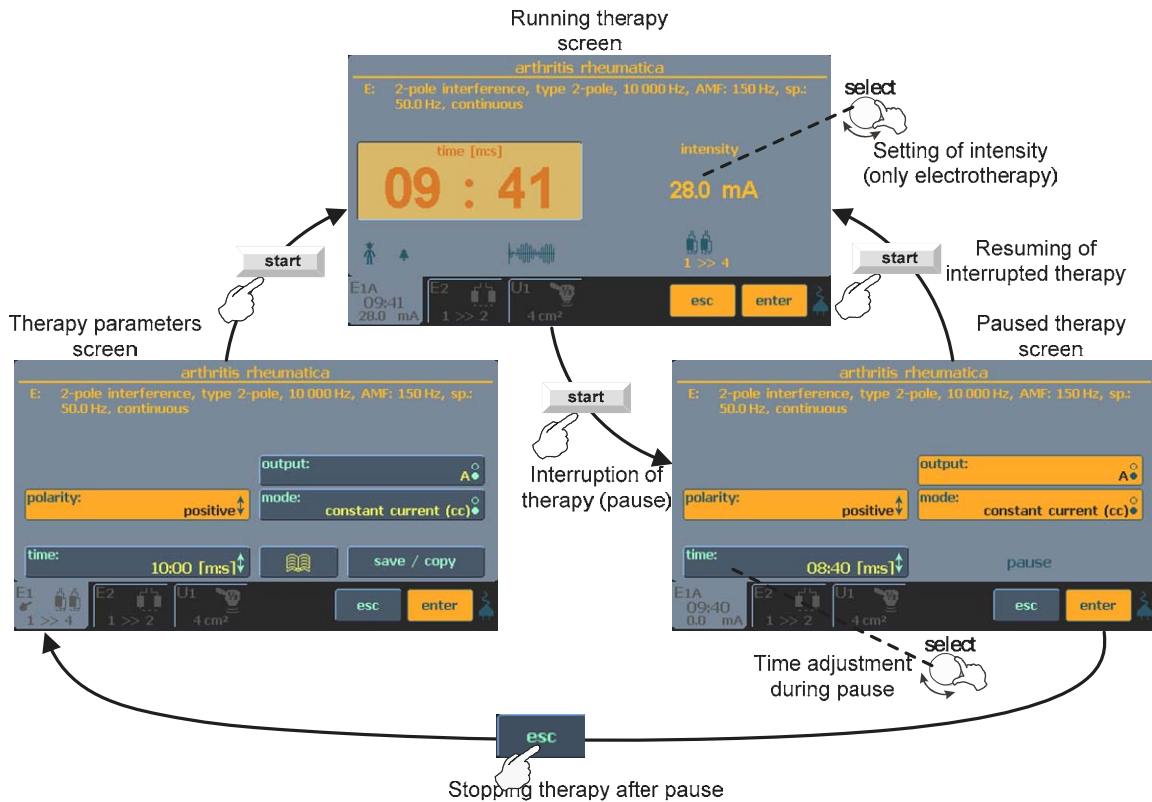 Running therapy
screen
arthritis rheumatica
E: 2-pole interference, type 2-pole, 10 000 Hz, AMF: 150 Hz, sp.:
50.0 Hz, continuous
time [m:s]
09 : 41
intensity
28.0 mA
1 >> 4
E1A
09:41
28.0 mA
E2
1 >> 2
U1
4 cm²
esc
enter
select
Setting of intensity
(only electrotherapy)
start
start
Resuming of
interrupted therapy
Therapy parameters
screen
arthritis rheumatica
E: 2-pole interference, type 2-pole, 10 000 Hz, AMF: 150 Hz, sp.:
50.0 Hz, continuous
output:
A
polarity:
positive
mode:
constant current (cc)
time:
10:00 [m:s]
save / copy
E1
1 >> 4
E2
1 >> 2
U1
4 cm²
esc
enter
start
Interruption of
therapy (pause)
Paused therapy
screen
arthritis rheumatica
E: 2-pole interference, type 2-pole, 10 000 Hz, AMF: 150 Hz, sp.:
50.0 Hz, continuous
output:
A
polarity:
positive
mode:
constant current (cc)
time:
08:40 [m:s]
pause
E1A
09:40
0.0 mA
E2
1 >> 2
U1
4 cm²
esc
enter
select
Time adjustment
during pause
esc
Stopping therapy after pause